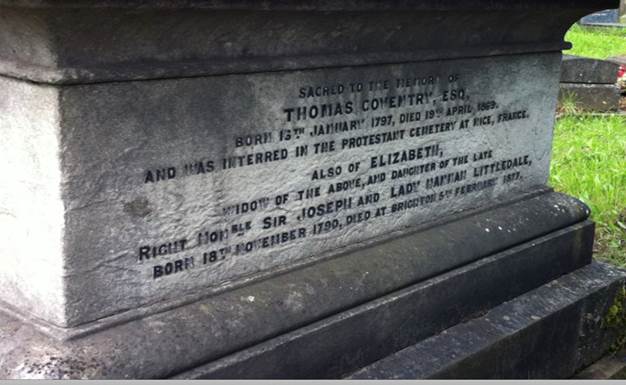 SACRED TO THE MEMORY OF
THOMAS COVENTRY, ESQ.
BORN 13TH JANUARY 1797, DIED 19TH APRIL 1869.
AND WAS INTERRED IN THE PROTESTANT CEMETERY AT NICE, FRANCE.
ALSO OF ELIZABETH,
WIDOW OF THE ABOVE, AND DAUGHTER OF THE LATE
RIGHT HONBLE SIR JOSEPH AND LADY HANNAH LITTLEDALE,
BORN 18TH NOVEMBER 1790, DIED AT BRIGHTON 5TH FEBRUARY 1877.